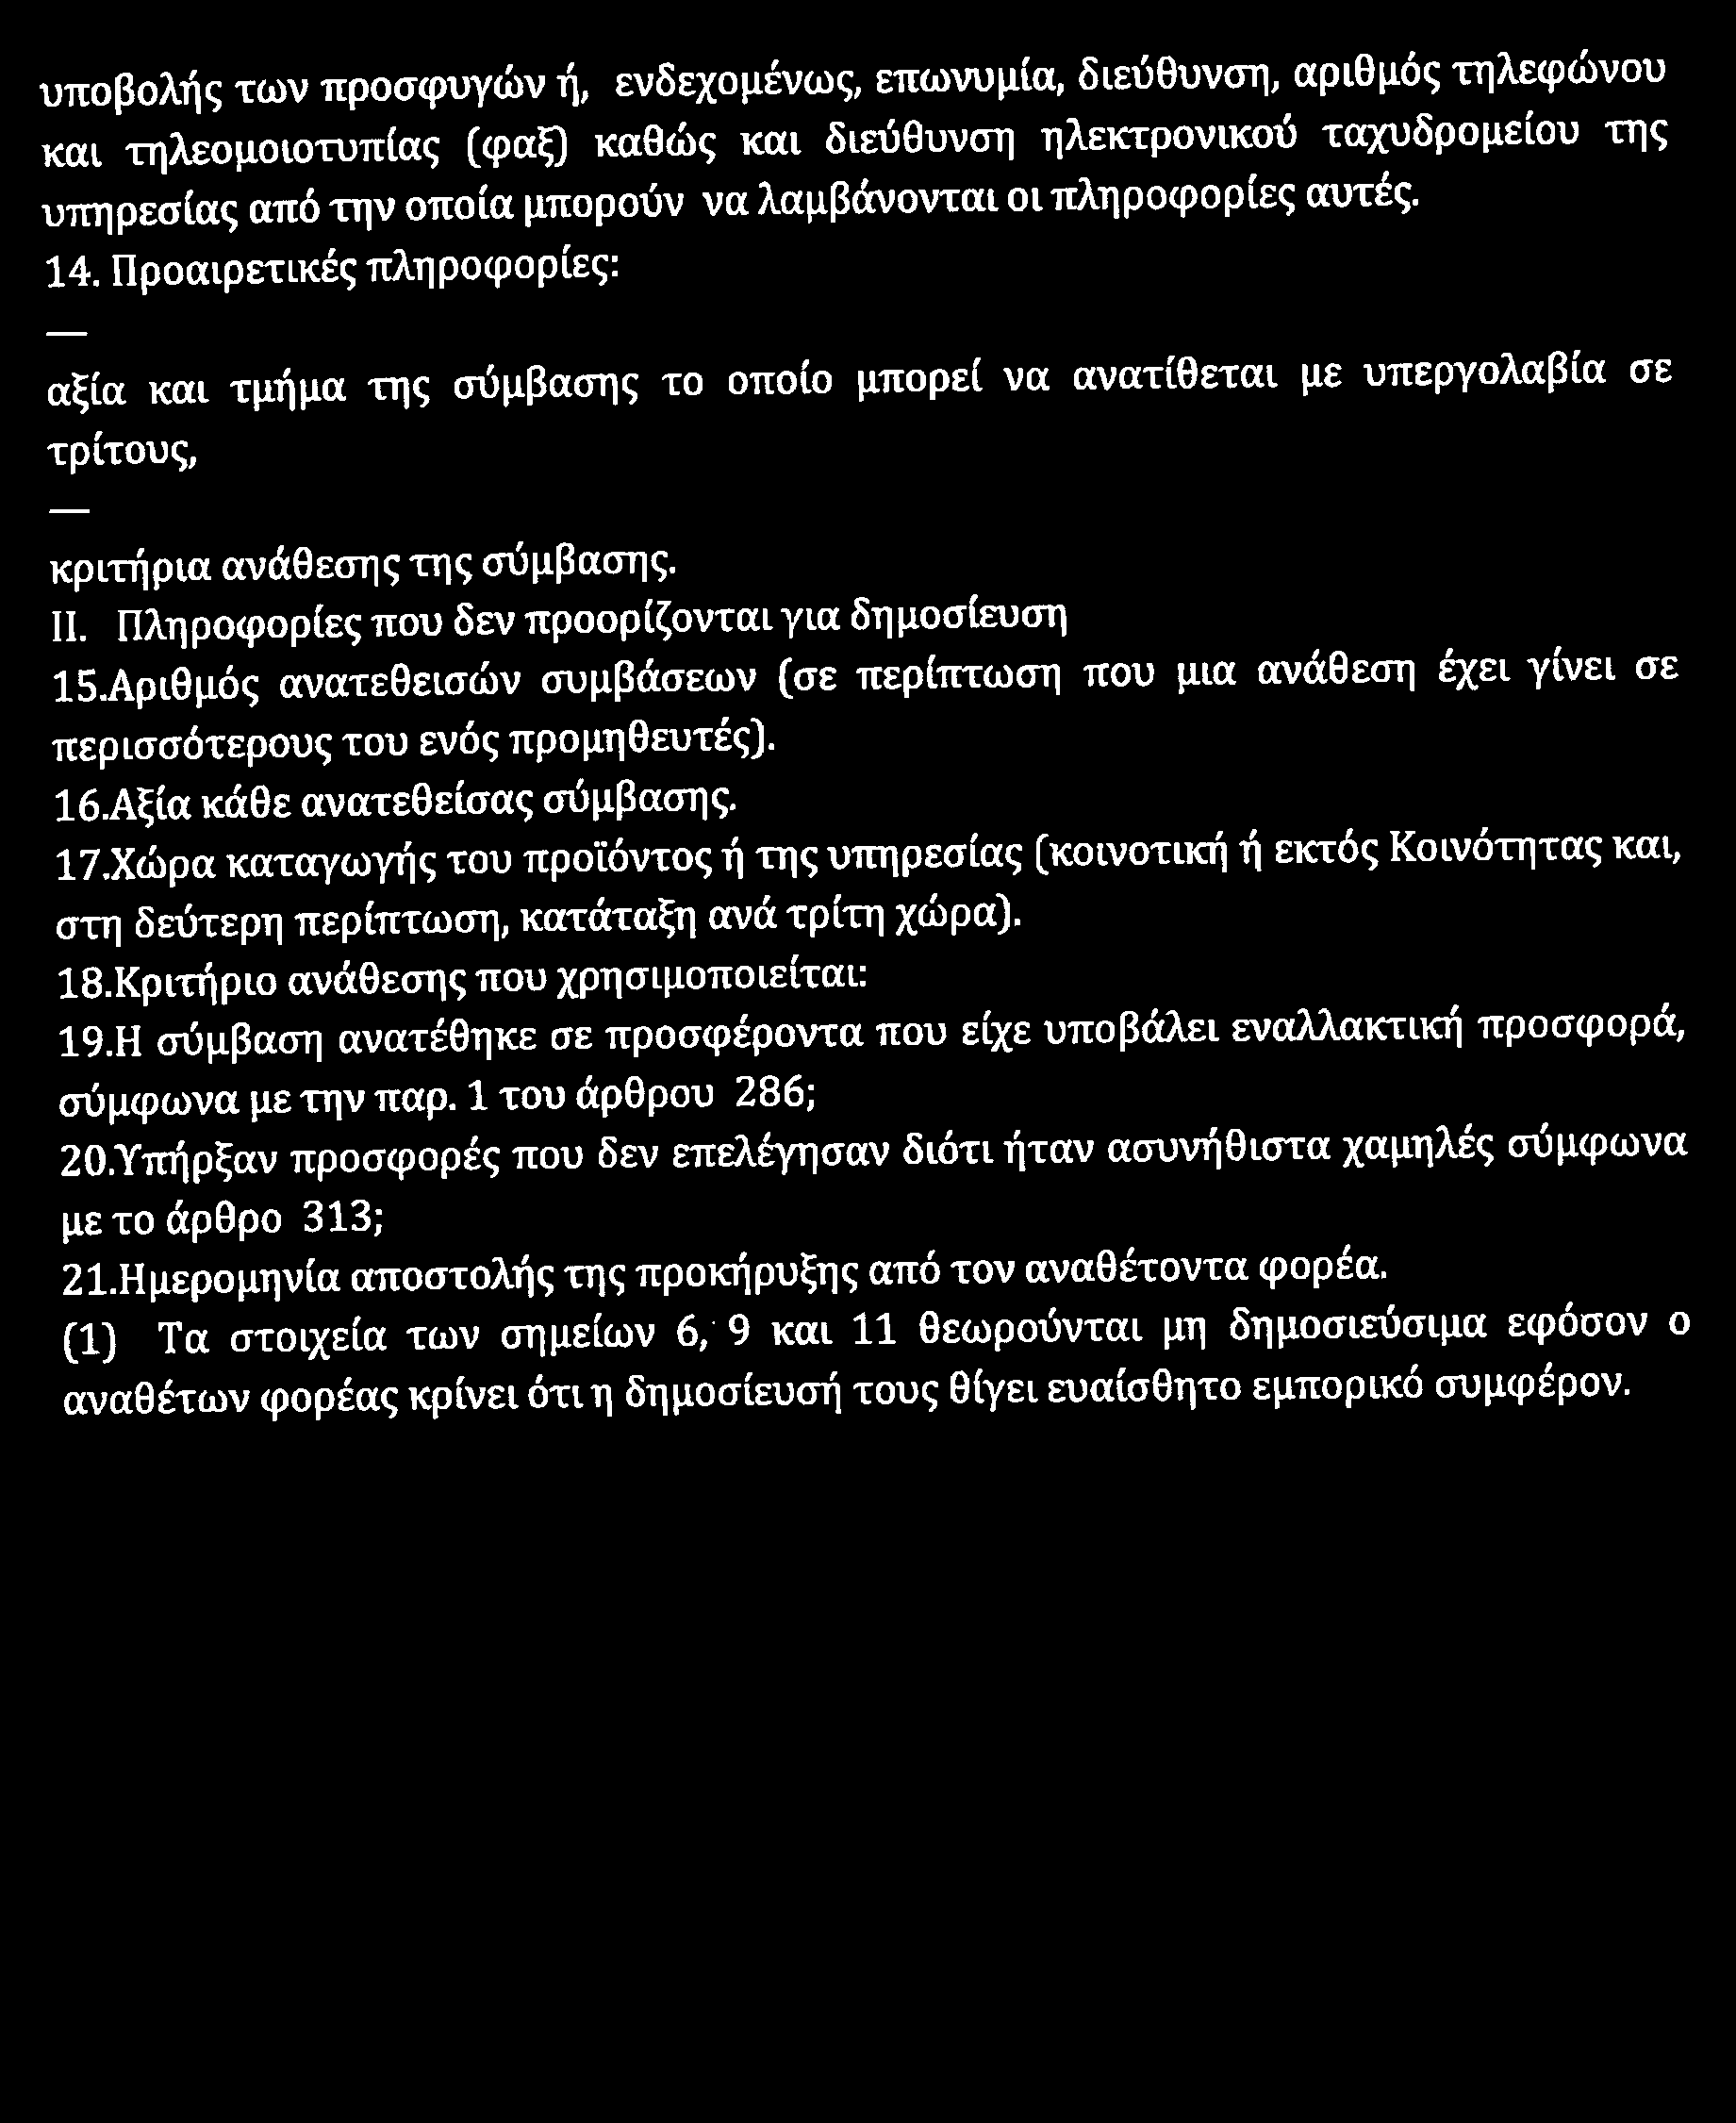 υποβολής των προσφυγών ή, ενδεχομένως, επωνυμία, διεύθυνση, αριθμός τηλεφώνου
και τηλεομοιοτυπίας (φαξ) καθώς και διεύθυνση ηλεκτρονικού ταχυδρομείου της
υπηρεσίας από την οποία μπορούν να λαμβάνονται οι πληροφορίες αυτές.
14. Προαιρετικές πληροφορίες:
—
αξία και τμήμα της σύμβασης το οποίο μπορεί να ανατίθεται με υπεργολαβία σε
τρίτους,
—
κριτήρια ανάθεσης της σύμβασης.
II. Πληροφορίες που δεν προορίζονται για δημοσίευση
15.Αριθμός ανατεθεισών συμβάσεων (σε περίπτωση που μια ανάθεση έχει γίνει σε
περισσότερους του ενός προμηθευτές).
16.Αξία κάθε ανατεθείσας σύμβασης.
17.Χώρα καταγωγής του προϊόντος ή της υπηρεσίας (κοινοτική ή εκτός Κοινότητας και,
στη δεύτερη περίπτωση, κατάταξη ανά τρίτη χώρα).
18.Κριτήριο ανάθεσης που χρησιμοποιείται:
19.Η σύμβαση ανατέθηκε σε προσφέροντα που είχε υποβάλει εναλλακτική προσφορά,
σύμφωνα με την παρ. 1 του άρθρου 286;
20.Υπήρξαν προσφορές που δεν επελέγησαν διότι ήταν ασυνήθιστα χαμηλές σύμφωνα
με το άρθρο 313;
21.Ημερομηνία αποστολής της προκήρυξης από τον αναθέτοντα φορέα.
(1) Τα στοιχεία των σημείων 6, 9 και 11 θεωρούνται μη δημοσιεύσιμα εφόσον ο
αναθέτων φορέας κρίνει ότι η δημοσίευσή τους θίγει ευαίσθητο εμπορικό συμφέρον.